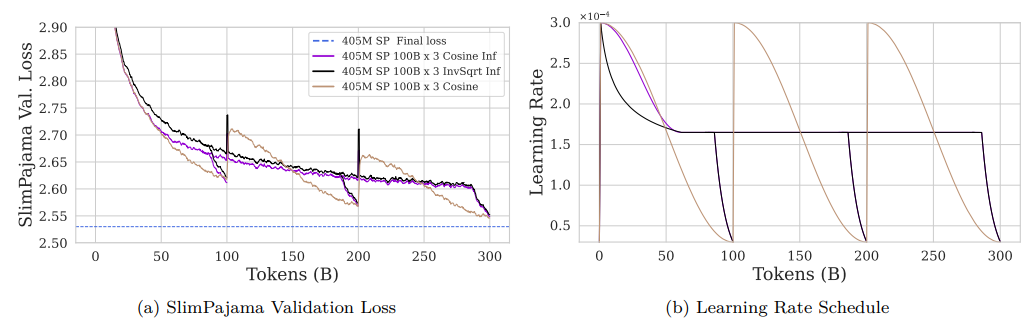 2.90
2.85
2.80
2.75
2.70
2.65
2.60
2.55
2.50
SlimPajama Val. Loss
405M SP Final loss
405M SP 100B x 3 Cosine Inf
405M SP 100B x 3 InvSqrt Inf
405M SP 100B x 3 Cosine
0 50 100 150 200 250 300
Tokens (B)
(a) SlimPajama Validation Loss
×10⁻⁴
3.0
2.5
2.0
1.5
1.0
0.5
Learning Rate
0 50 100 150 200 250 300
Tokens (B)
(b) Learning Rate Schedule